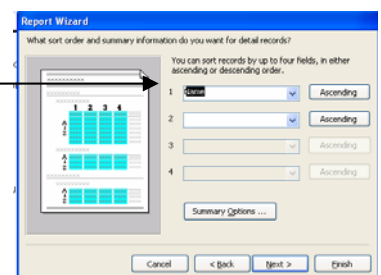 Report Wizard
What sort order and summary information do you want for detail records?
You can sort records by up to four fields, in either
ascending or descending order.
1 Name Ascending
2 Ascending
3 Ascending
4 Ascending
1 2 3 4
Summary Options ...
Cancel < Back Next > Finish